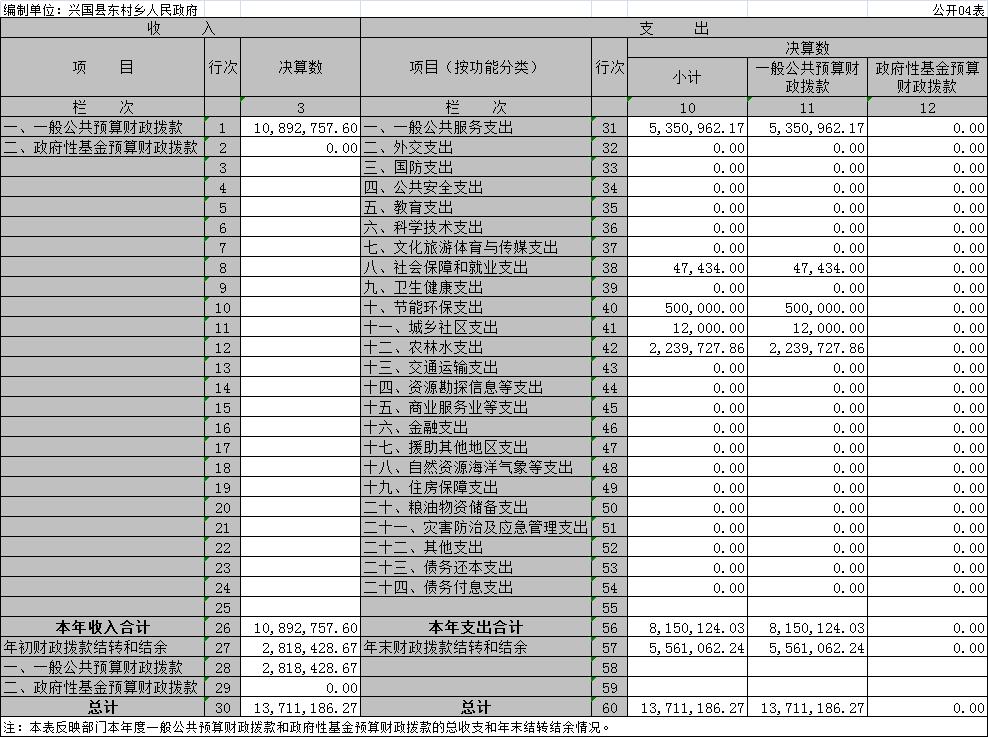 编制单位：兴国县东村乡人民政府 公开04表
收 入 支 出
项 目 行次 决算数 项目（按功能分类） 行次 决算数
小计 一般公共预算财政拨款 政府性基金预算财政拨款
栏 次 3 栏 次 10 11 12
一、一般公共预算财政拨款 1 10,892,757.60 一、一般公共服务支出 31 5,350,962.17 5,350,962.17 0.00
二、政府性基金预算财政拨款 2 0.00 二、外交支出 32 0.00 0.00 0.00
3 三、国防支出 33 0.00 0.00 0.00
4 四、公共安全支出 34 0.00 0.00 0.00
5 五、教育支出 35 0.00 0.00 0.00
6 六、科学技术支出 36 0.00 0.00 0.00
7 七、文化旅游体育与传媒支出 37 0.00 0.00 0.00
8 八、社会保障和就业支出 38 47,434.00 47,434.00 0.00
9 九、卫生健康支出 39 0.00 0.00 0.00
10 十、节能环保支出 40 500,000.00 500,000.00 0.00
11 十一、城乡社区支出 41 12,000.00 12,000.00 0.00
12 十二、农林水支出 42 2,239,727.86 2,239,727.86 0.00
13 十三、交通运输支出 43 0.00 0.00 0.00
14 十四、资源勘探信息等支出 44 0.00 0.00 0.00
15 十五、商业服务业等支出 45 0.00 0.00 0.00
16 十六、金融支出 46 0.00 0.00 0.00
17 十七、援助其他地区支出 47 0.00 0.00 0.00
18 十八、自然资源海洋气象等支出 48 0.00 0.00 0.00
19 十九、住房保障支出 49 0.00 0.00 0.00
20 二十、粮油物资储备支出 50 0.00 0.00 0.00
21 二十一、灾害防治及应急管理支出 51 0.00 0.00 0.00
22 二十二、其他支出 52 0.00 0.00 0.00
23 二十三、债务还本支出 53 0.00 0.00 0.00
24 二十四、债务付息支出 54 0.00 0.00 0.00
25 55
本年收入合计 26 10,892,757.60 本年支出合计 56 8,150,124.03 8,150,124.03 0.00
年初财政拨款结转和结余 27 2,818,428.67 年末财政拨款结转和结余 57 5,561,062.24 5,561,062.24 0.00
一、一般公共预算财政拨款 28 2,818,428.67 58
二、政府性基金预算财政拨款 29 0.00 59
总计 30 13,711,186.27 总计 60 13,711,186.27 13,711,186.27 0.00
注：本表反映部门本年度一般公共预算财政拨款和政府性基金预算财政拨款的总收支和年末结转结余情况。